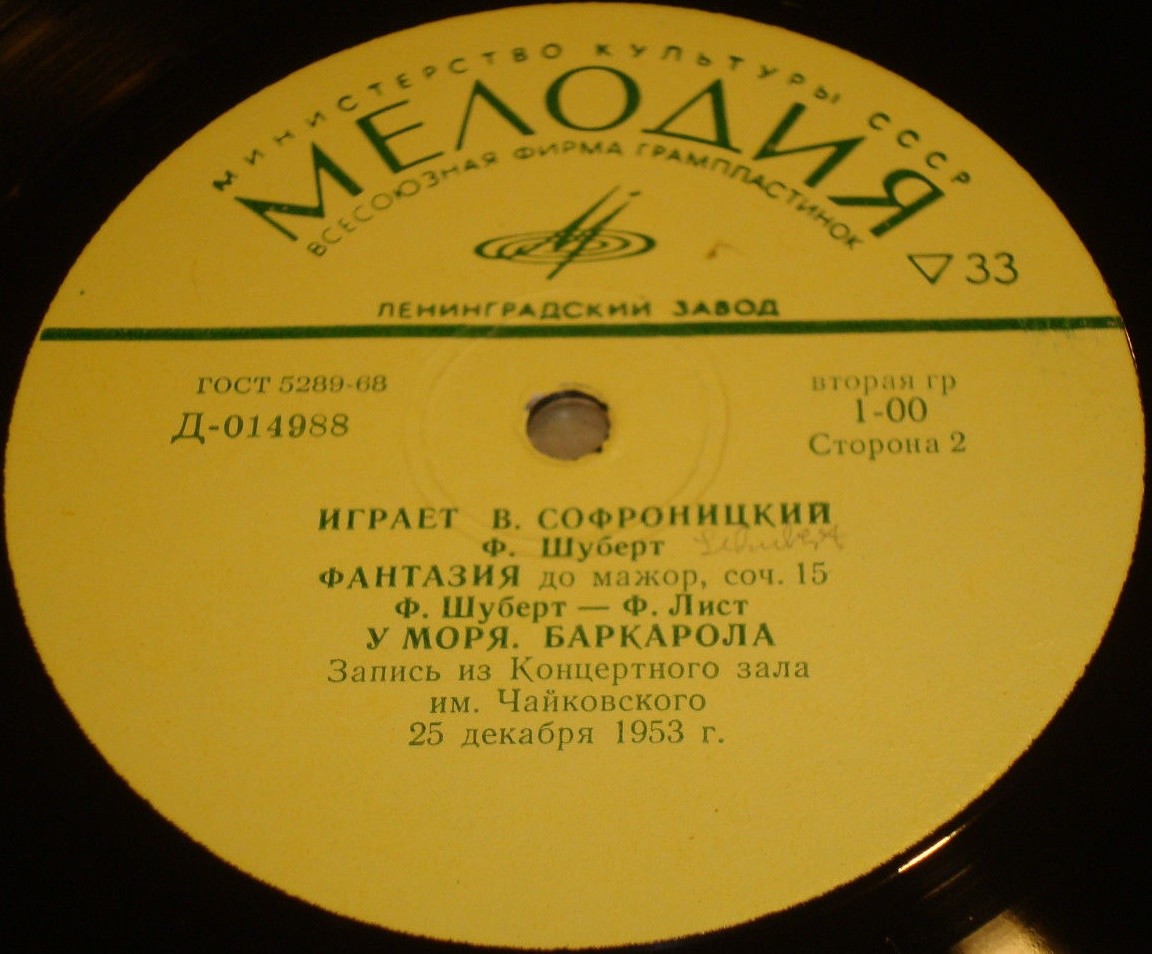 МИНИСТЕРСТВО КУЛЬТУРЫ СССР
МЕЛОДИЯ
ВСЕСОЮЗНАЯ ФИРМА ГРАМПЛАСТИНОК
33
ЛЕНИНГРАДСКИЙ ЗАВОД
ГОСТ 5289-68
Д-014988
вторая гр
1-00
Сторона 2
ИГРАЕТ В. СОФРОНИЦКИЙ
Ф. Шуберт Schubert
ФАНТАЗИЯ до мажор, соч. 15
Ф. Шуберт — Ф. Лист
У МОРЯ. БАРКАРОЛА
Запись из Концертного зала
им. Чайковского
25 декабря 1953 г.